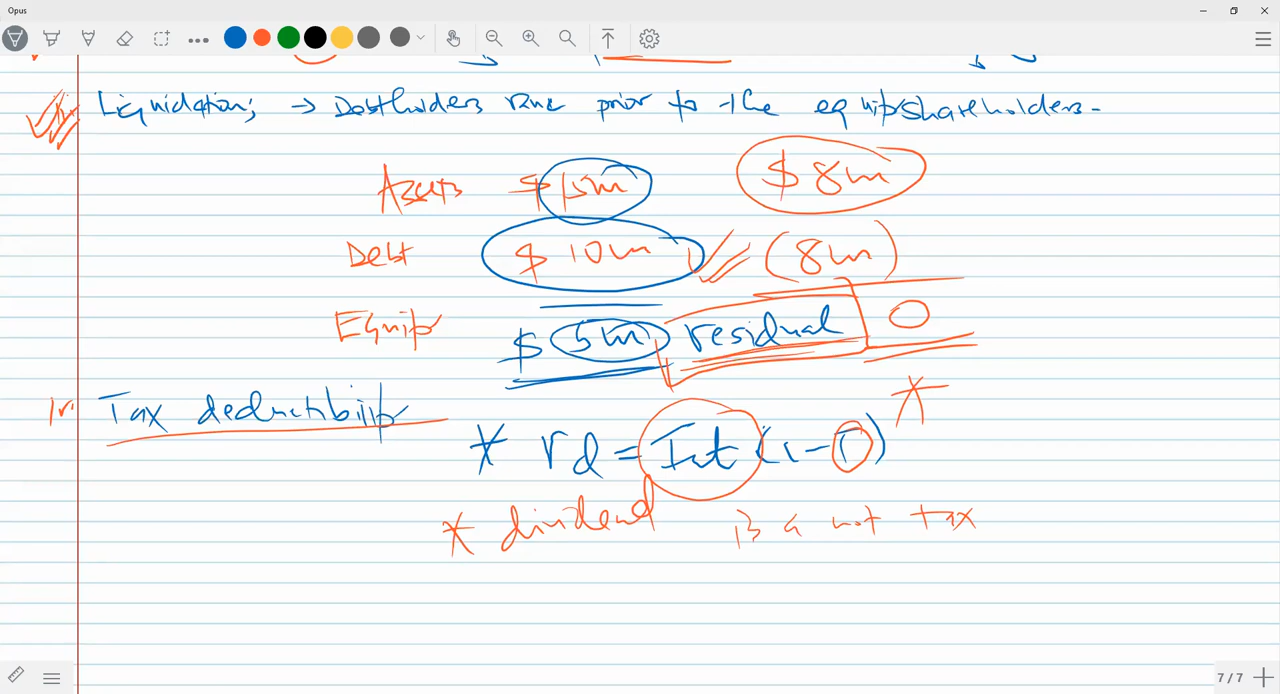 Opus
Liquidation; → Debtholders rank prior to the equity shareholders.
Assets $15m $8m
Debt $10m (8m)
Equity $5m residual 0
iv. Tax deductibility
* rd = Int (1-T) *
* dividend is a not tax
7 / 7